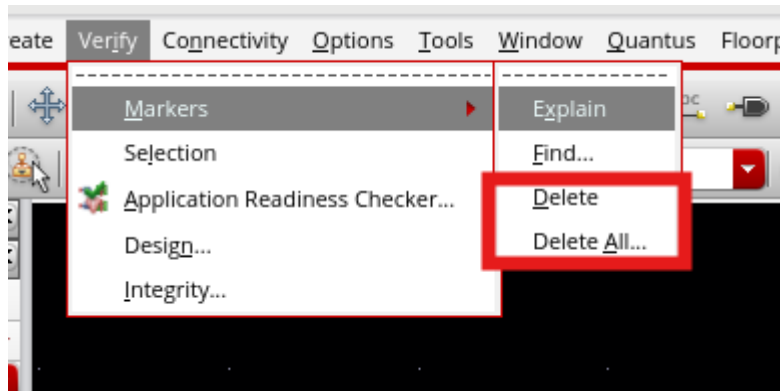 eate Verify Connectivity Options Tools Window Quantus Floorp
Markers Explain
Selection Find...
Application Readiness Checker... Delete
Design... Delete All...
Integrity...